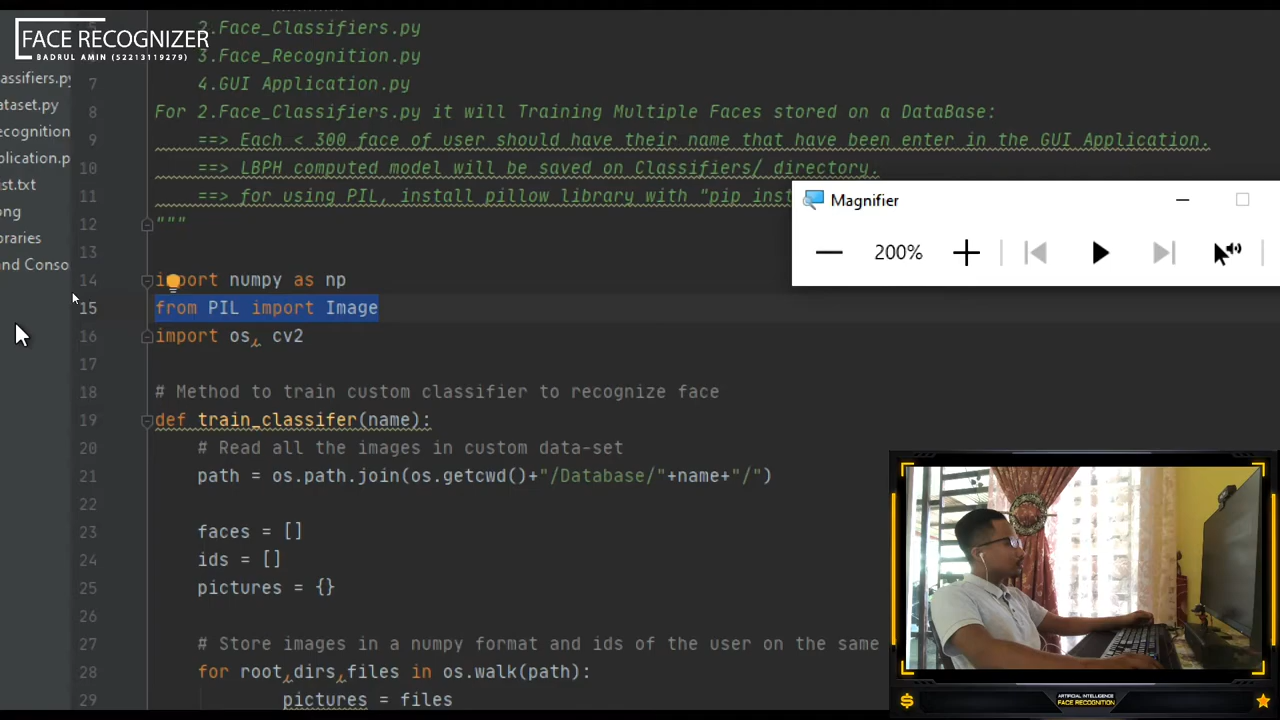 FACE RECOGNIZER
BADRUL AMIN (52213119279)
2.Face_Classifiers.py
3.Face_Recognition.py
4.GUI Application.py
For 2.Face_Classifiers.py it will Training Multiple Faces stored on a DataBase:
==> Each < 300 face of user should have their name that have been enter in the GUI Application.
==> LBPH computed model will be saved on Classifiers/ directory.
==> for using PIL, install pillow library with "pip inst
"""
import numpy as np
from PIL import Image
import os, cv2
# Method to train custom classifier to recognize face
def train_classifer(name):
# Read all the images in custom data-set
path = os.path.join(os.getcwd()+"/Database/"+name+"/")
faces = []
ids = []
pictures = {}
# Store images in a numpy format and ids of the user on the same
for root,dirs,files in os.walk(path):
pictures = files
7
8
9
10
11
12
13
14
15
16
17
18
19
20
21
22
23
24
25
26
27
28
29
assifiers.py
ataset.py
ecognition
plication.p
st.txt
ong
oraries
and Conso
Magnifier
200%
ARTIFICIAL INTELLIGENCE
FACE RECOGNITION